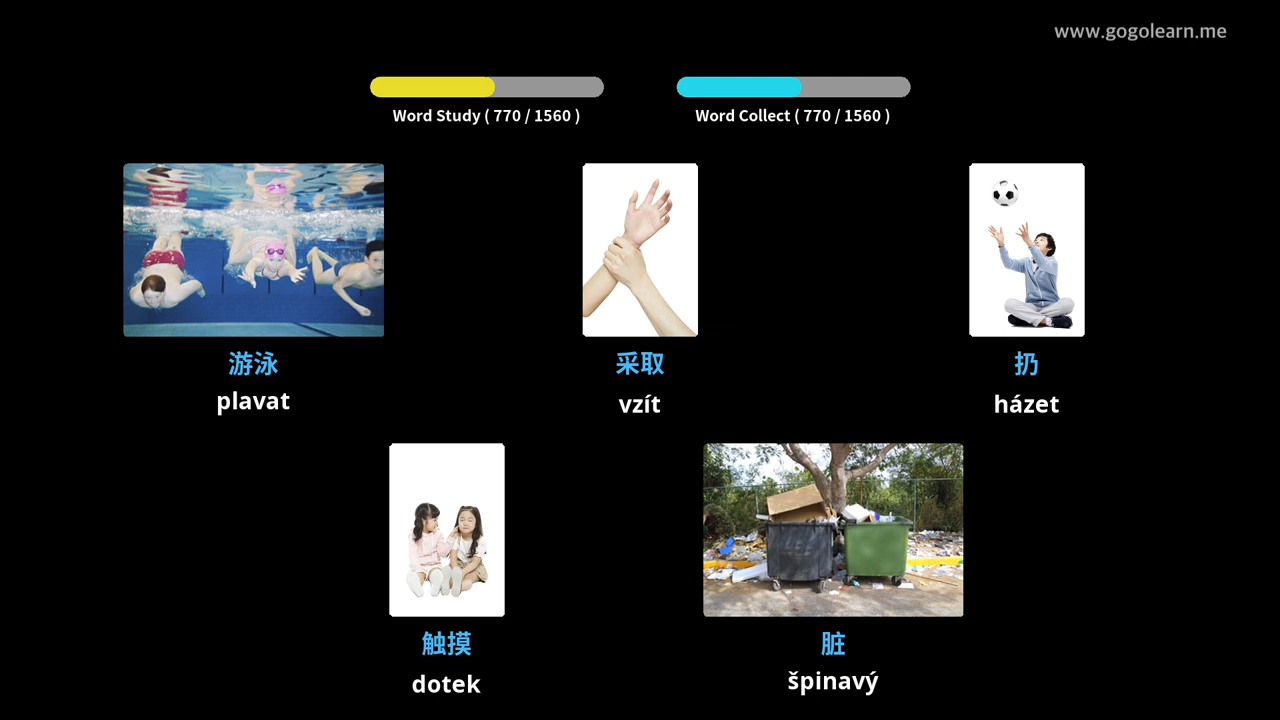 www.gogolearn.me
Word Study ( 770 / 1560 )
Word Collect ( 770 / 1560 )
游泳
plavat
采取
vzít
扔
házet
触摸
dotek
脏
špinavý